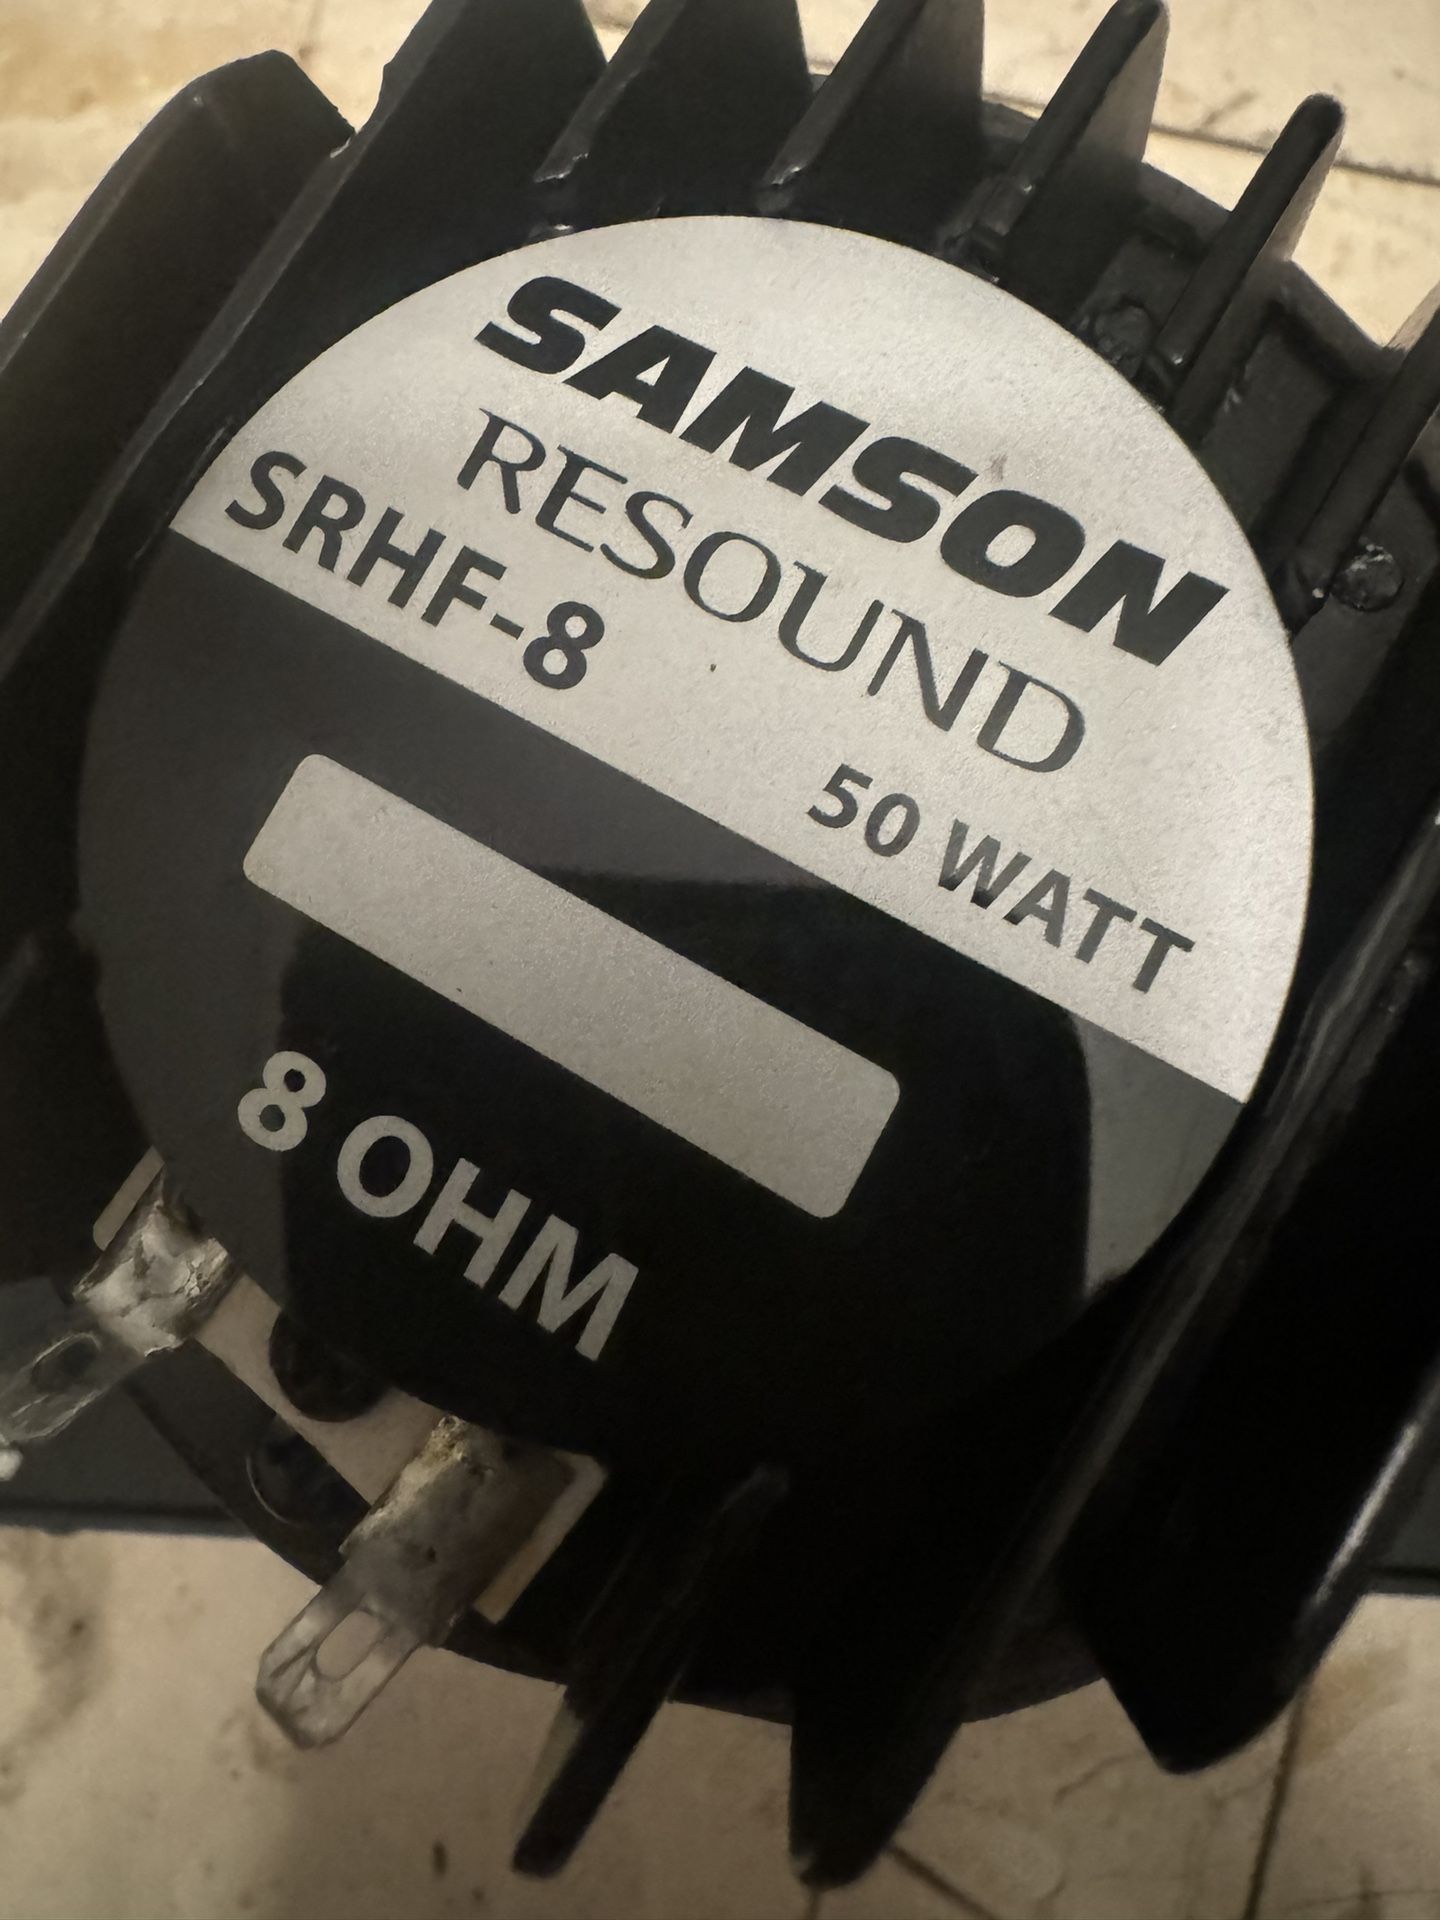 SAMSON
RESOUND
SRHF-8
50 WATT
8 OHM